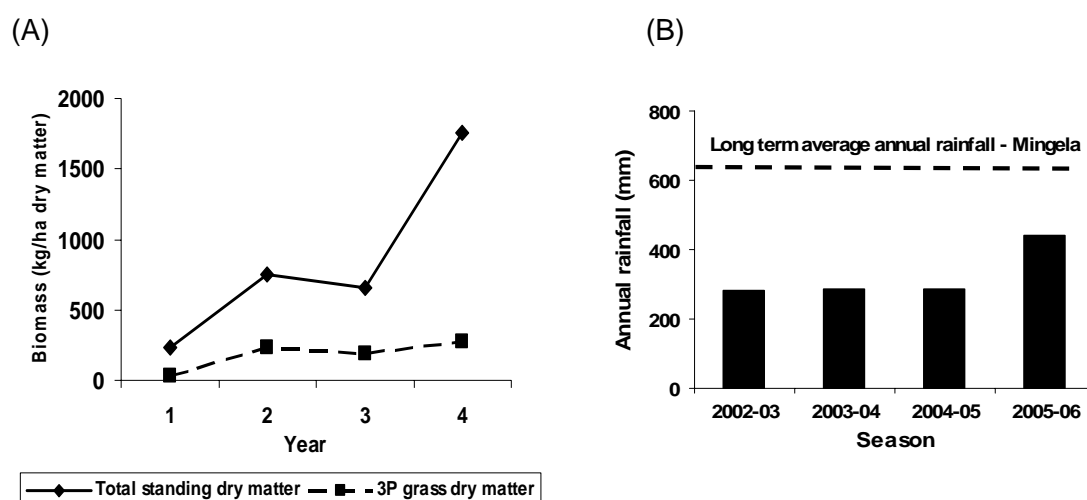 (A)
(B)
Biomass (kg/ha dry matter)
2000
1500
1000
500
0
1 2 3 4
Year
Total standing dry matter 3P grass dry matter
Annual rainfall (mm)
800
600
400
200
0
Long term average annual rainfall - Mingela
2002-03 2003-04 2004-05 2005-06
Season